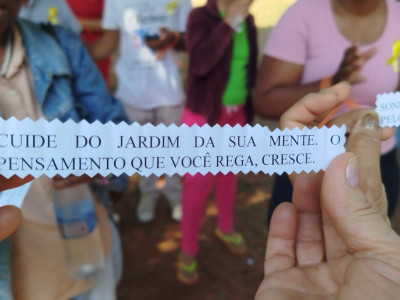 CUIDE DO JARDIM DA SUA MENTE. O
PENSAMENTO QUE VOCÊ REGA, CRESCE.